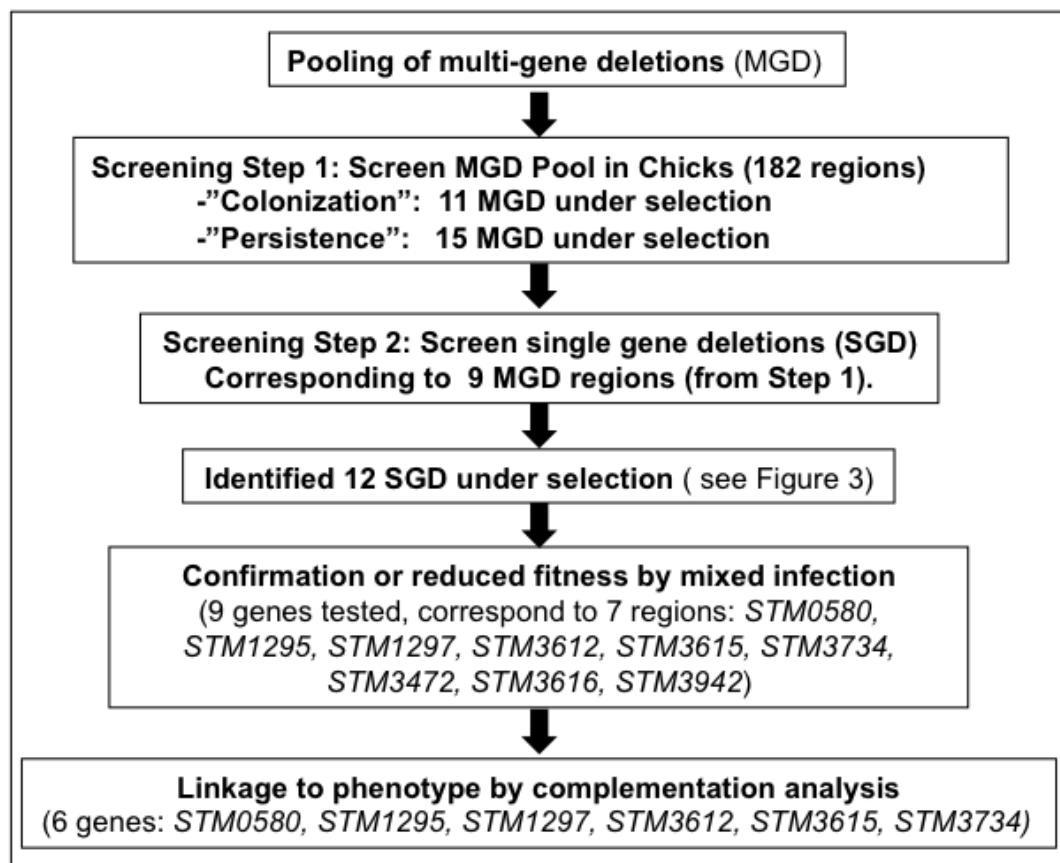 Pooling of multi-gene deletions (MGD)
Screening Step 1: Screen MGD Pool in Chicks (182 regions)
-”Colonization”: 11 MGD under selection
-”Persistence”: 15 MGD under selection
Screening Step 2: Screen single gene deletions (SGD)
Corresponding to 9 MGD regions (from Step 1).
Identified 12 SGD under selection ( see Figure 3)
Confirmation or reduced fitness by mixed infection
(9 genes tested, correspond to 7 regions: STM0580,
STM1295, STM1297, STM3612, STM3615, STM3734,
STM3472, STM3616, STM3942)
Linkage to phenotype by complementation analysis
(6 genes: STM0580, STM1295, STM1297, STM3612, STM3615, STM3734)